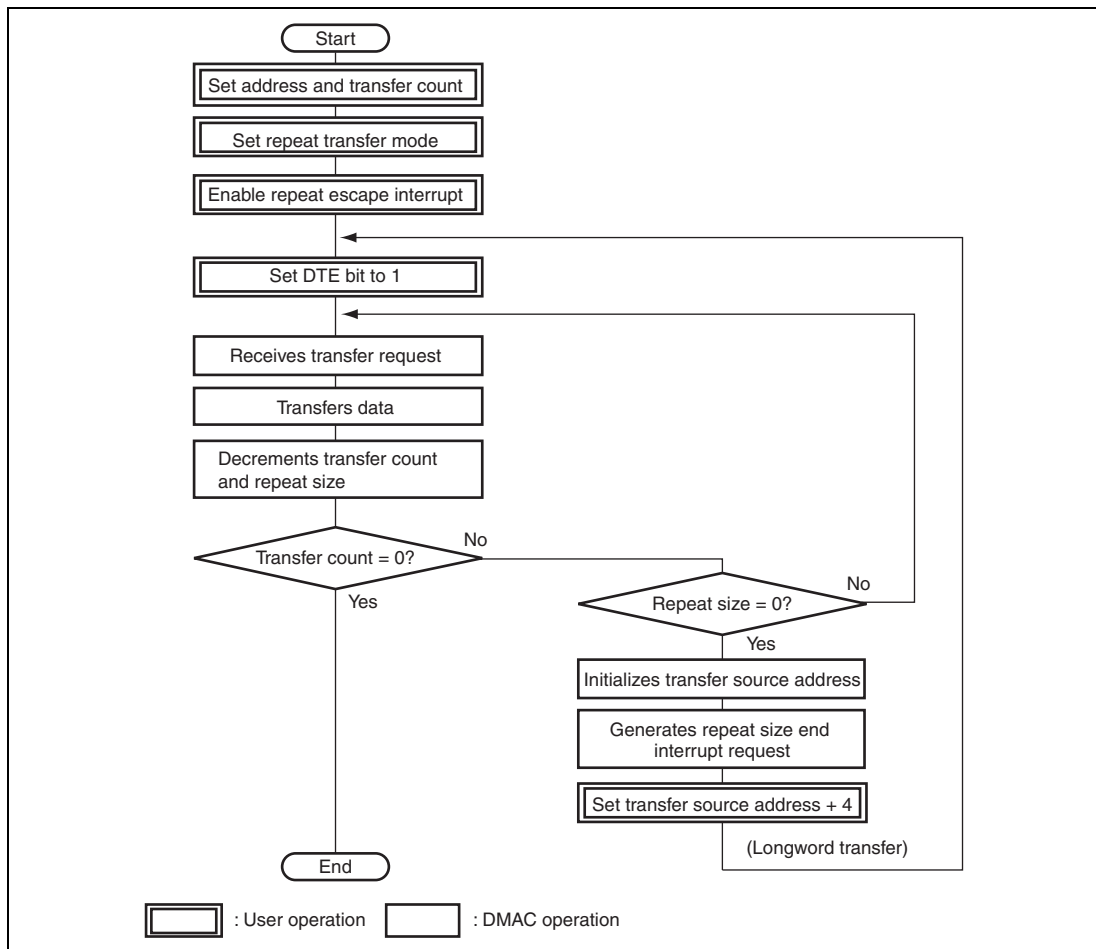 Start
Set address and transfer count
Set repeat transfer mode
Enable repeat escape interrupt
Set DTE bit to 1
Receives transfer request
Transfers data
Decrements transfer count
and repeat size
Transfer count = 0?
No
Yes
Repeat size = 0?
No
Yes
Initializes transfer source address
Generates repeat size end
interrupt request
Set transfer source address + 4
(Longword transfer)
End
: User operation
: DMAC operation